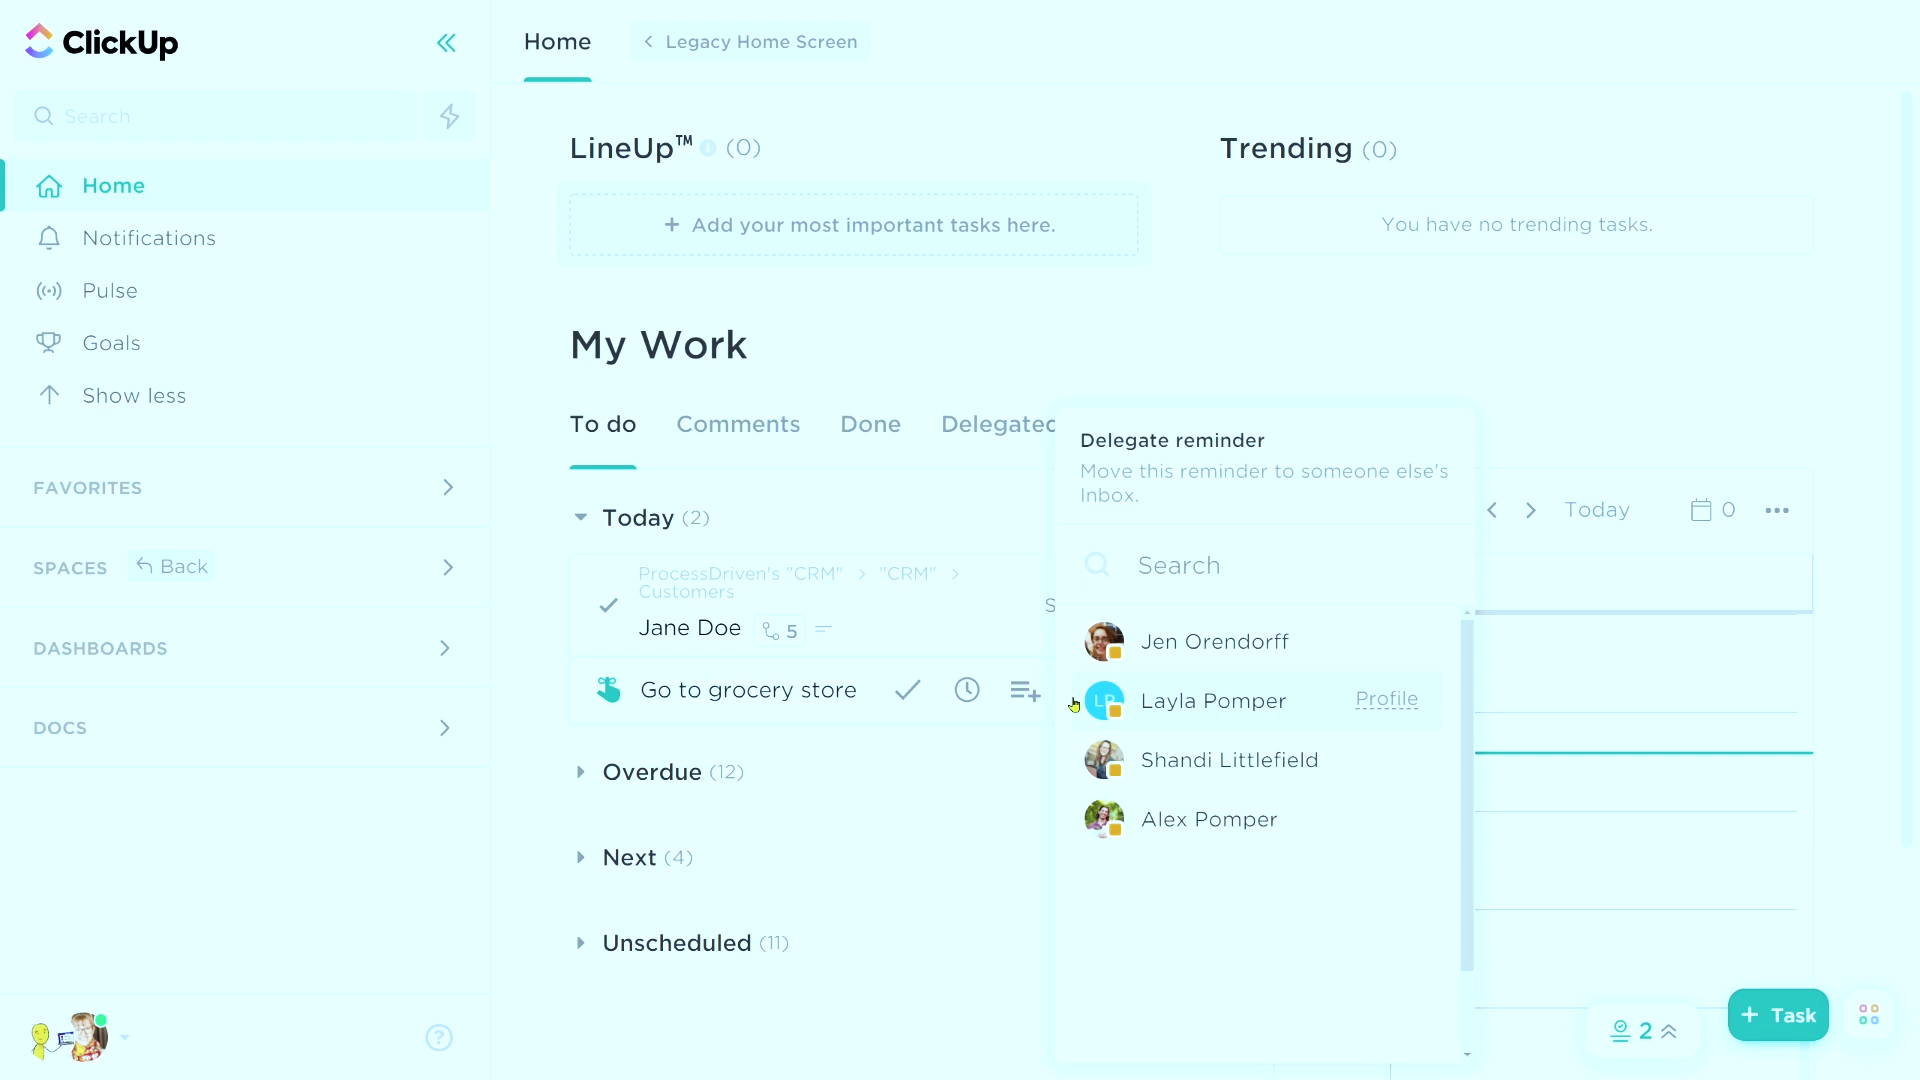 ClickUp
Search
Home
Notifications
Pulse
Goals
Show less
FAVORITES
SPACES
Back
DASHBOARDS
DOCS
?
Home
Legacy Home Screen
LineUp™ (0)
+ Add your most important tasks here.
Trending (0)
You have no trending tasks.
My Work
To do
Comments
Done
Delegated
Today (2)
ProcessDriven's "CRM" > "CRM" >
Customers
Jane Doe
5
S
Go to grocery store
Overdue (12)
Next (4)
Unscheduled (11)
Delegate reminder
Move this reminder to someone else's
Inbox.
Search
Jen Orendorff
LP
Layla Pomper
Profile
Shandi Littlefield
Alex Pomper
Today
0
2
+ Task